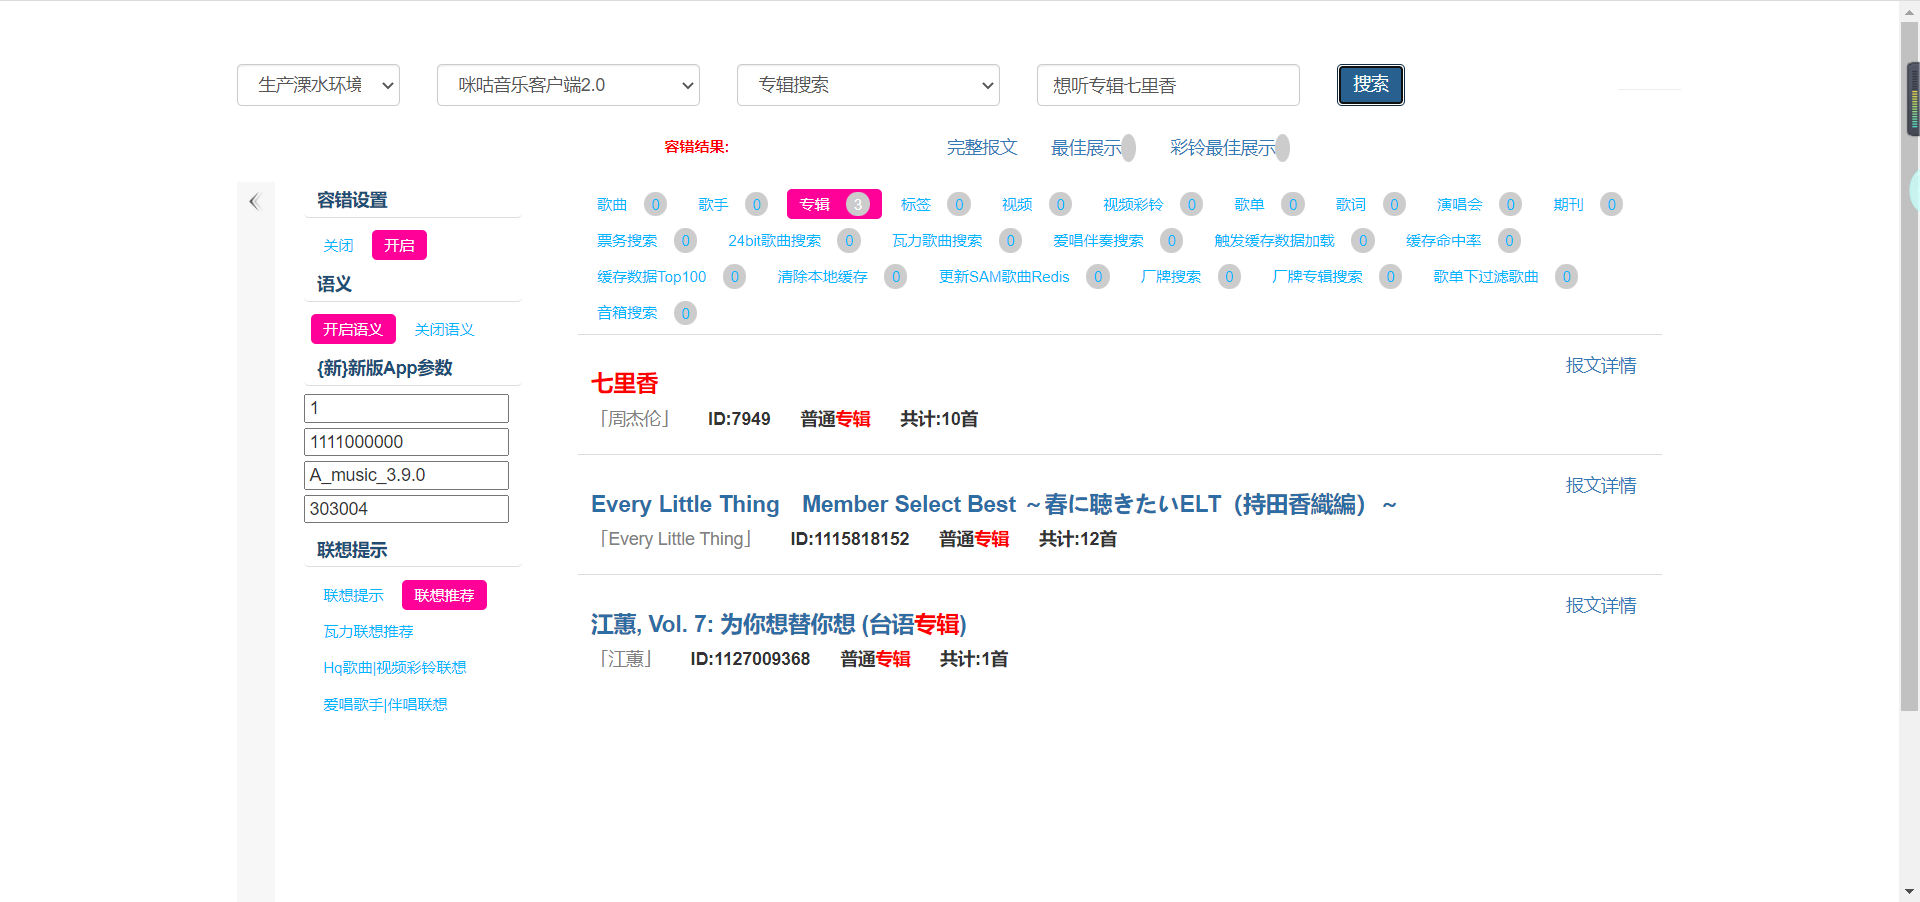 生产溧水环境 咪咕音乐客户端2.0 专辑搜索 想听专辑七里香 搜索
容错结果: 完整报文 最佳展示 彩铃最佳展示
容错设置
关闭 开启
语义
开启语义 关闭语义
{新}新版App参数
1
1111000000
A_music_3.9.0
303004
联想提示
联想提示 联想推荐
瓦力联想推荐
Hq歌曲|视频彩铃联想
爱唱歌手|伴唱联想
歌曲 0 歌手 0 专辑 3 标签 0 视频 0 视频彩铃 0 歌单 0 歌词 0 演唱会 0 期刊 0
票务搜索 0 24bit歌曲搜索 0 瓦力歌曲搜索 0 爱唱伴奏搜索 0 触发缓存数据加载 0 缓存命中率 0
缓存数据Top100 0 清除本地缓存 0 更新SAM歌曲Redis 0 厂牌搜索 0 厂牌专辑搜索 0 歌单下过滤歌曲 0
音箱搜索 0
报文详情
七里香
「周杰伦」 ID:7949 普通专辑 共计:10首
报文详情
Every Little Thing　Member Select Best ～春に聴きたいELT（持田香織編）～
「Every Little Thing」 ID:1115818152 普通专辑 共计:12首
报文详情
江蕙, Vol. 7: 为你想替你想 (台语专辑)
「江蕙」 ID:1127009368 普通专辑 共计:1首